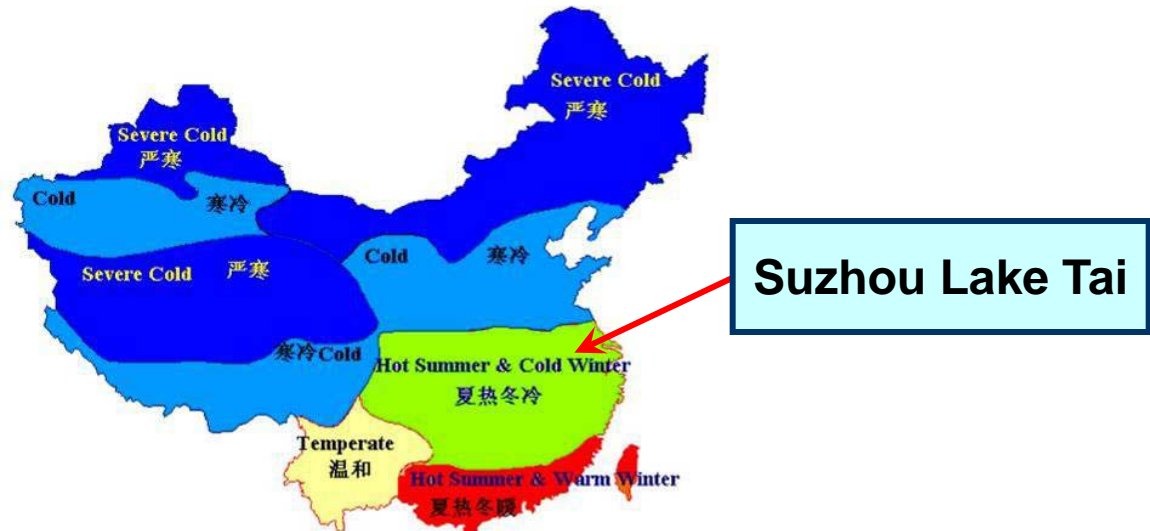 Severe Cold
严寒
Severe Cold
严寒
Cold
寒冷
Cold
寒冷
Severe Cold
严寒
Suzhou Lake Tai
寒冷Cold
Hot Summer & Cold Winter
夏热冬冷
Temperate
温和
Hot Summer & Warm Winter
夏热冬暖